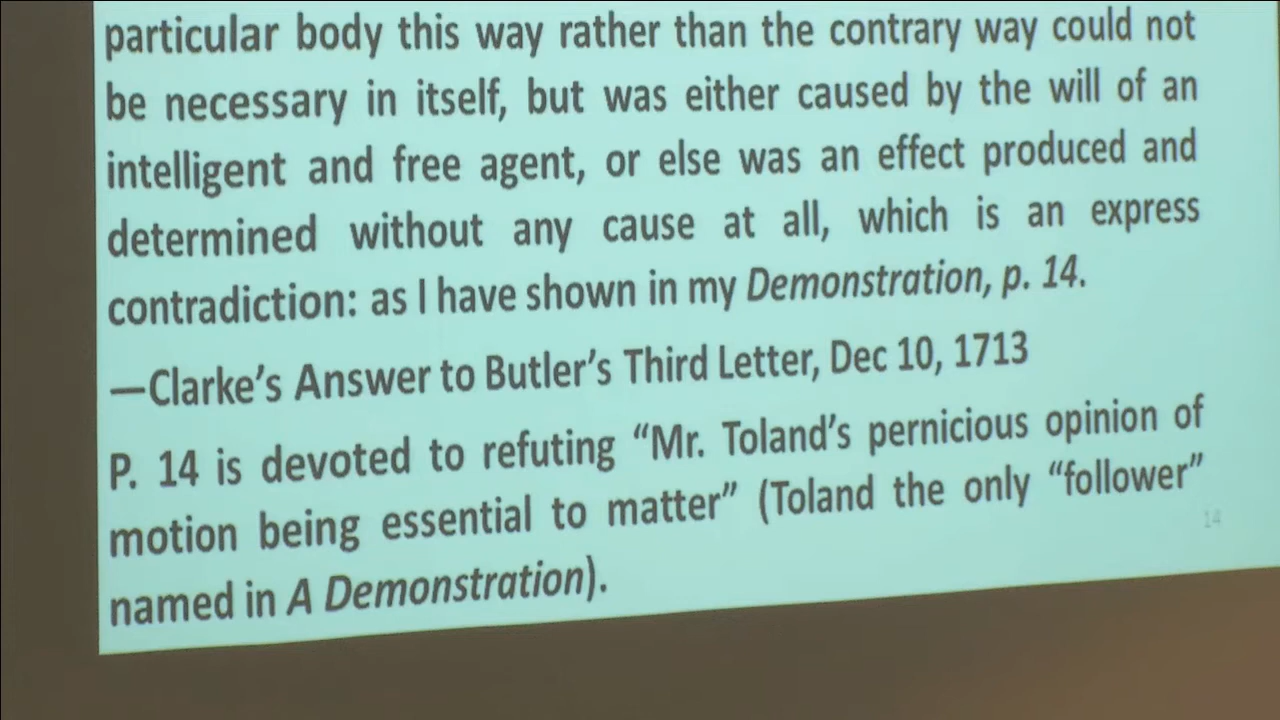 particular body this way rather than the contrary way could not
be necessary in itself, but was either caused by the will of an
intelligent and free agent, or else was an effect produced and
determined without any cause at all, which is an express
contradiction: as I have shown in my Demonstration, p. 14.
—Clarke’s Answer to Butler’s Third Letter, Dec 10, 1713
P. 14 is devoted to refuting “Mr. Toland’s pernicious opinion of
motion being essential to matter” (Toland the only “follower”
named in A Demonstration).
14